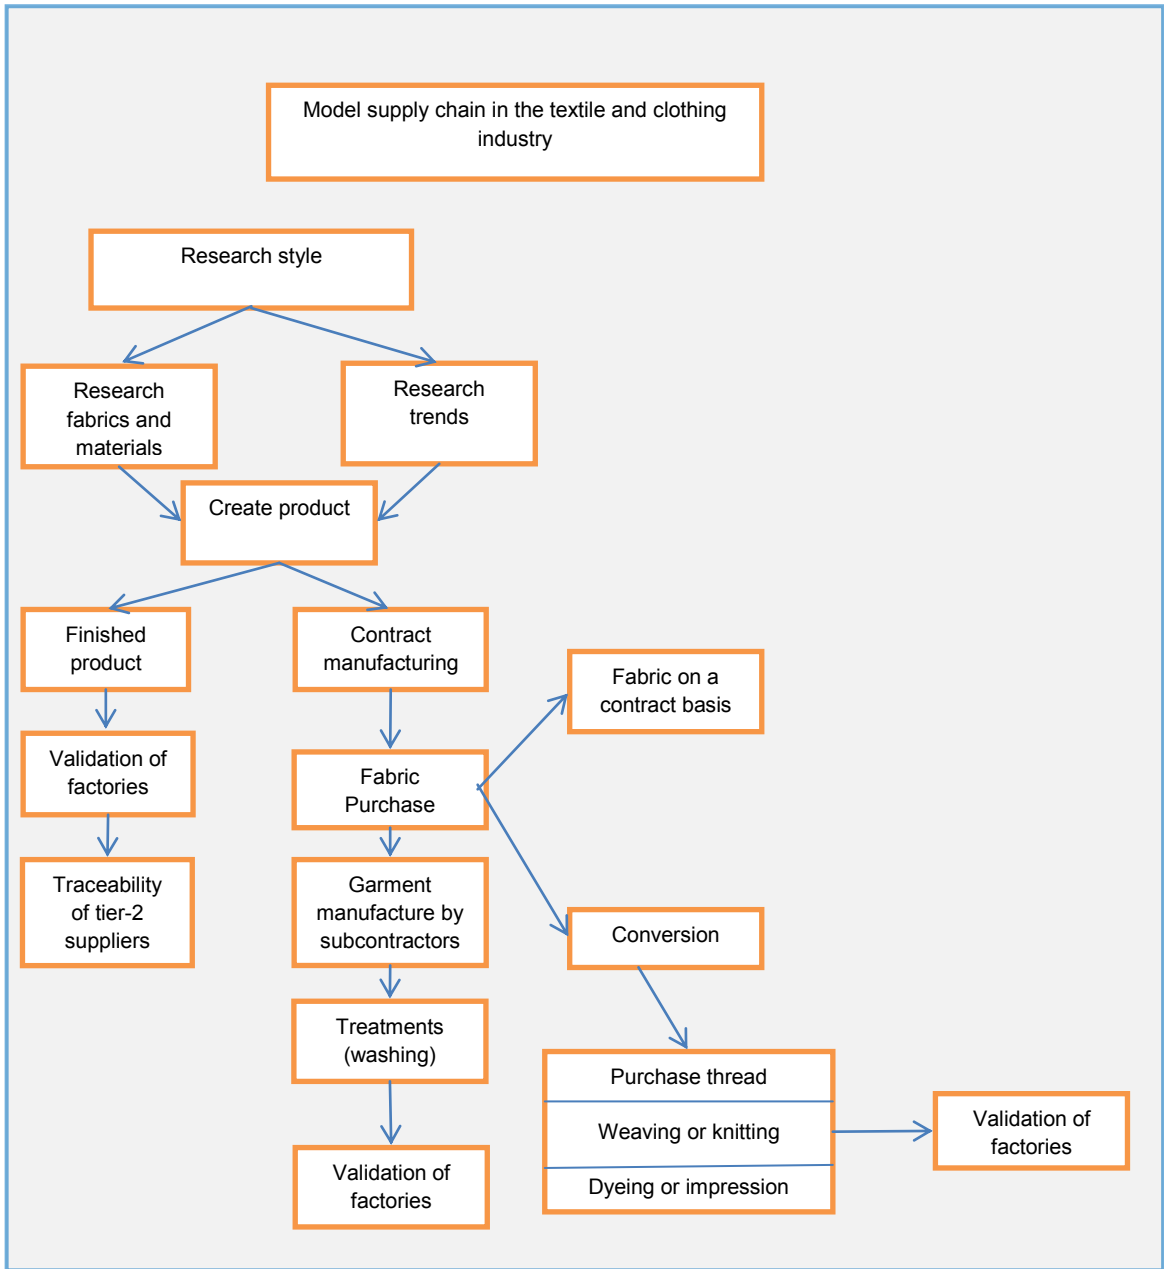 Model supply chain in the textile and clothing
industry
Research style
Research
fabrics and
materials
Research
trends
Create product
Finished
product
Contract
manufacturing
Fabric on a
contract basis
Validation of
factories
Fabric
Purchase
Traceability
of tier-2
suppliers
Garment
manufacture by
subcontractors
Conversion
Treatments
(washing)
Purchase thread
Weaving or knitting
Dyeing or impression
Validation of
factories
Validation of
factories